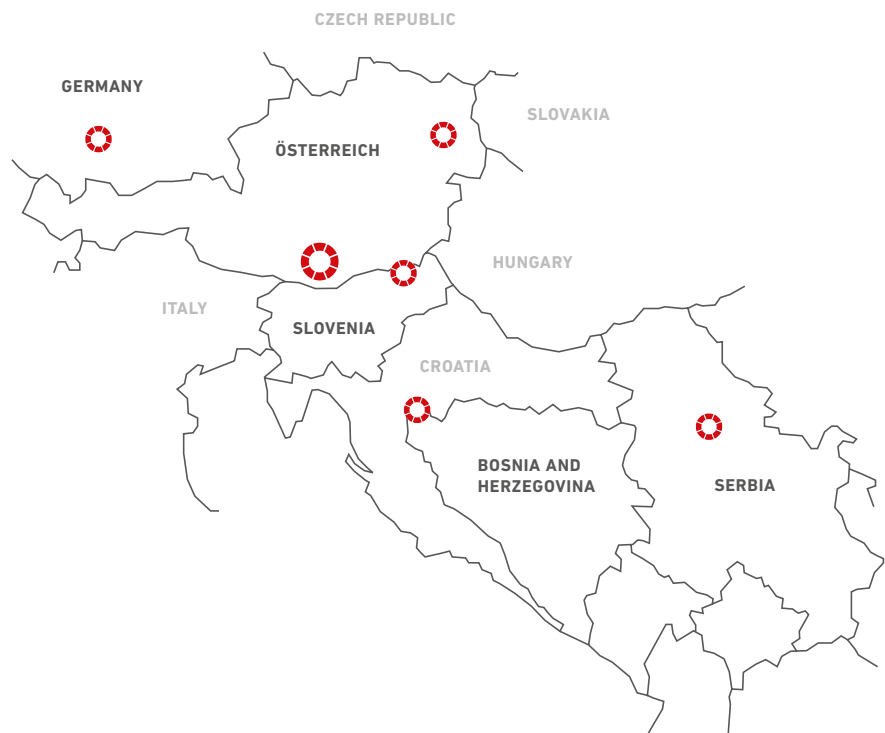 CZECH REPUBLIC
GERMANY
SLOVAKIA
ÖSTERREICH
HUNGARY
ITALY
SLOVENIA
CROATIA
BOSNIA AND
HERZEGOVINA
SERBIA